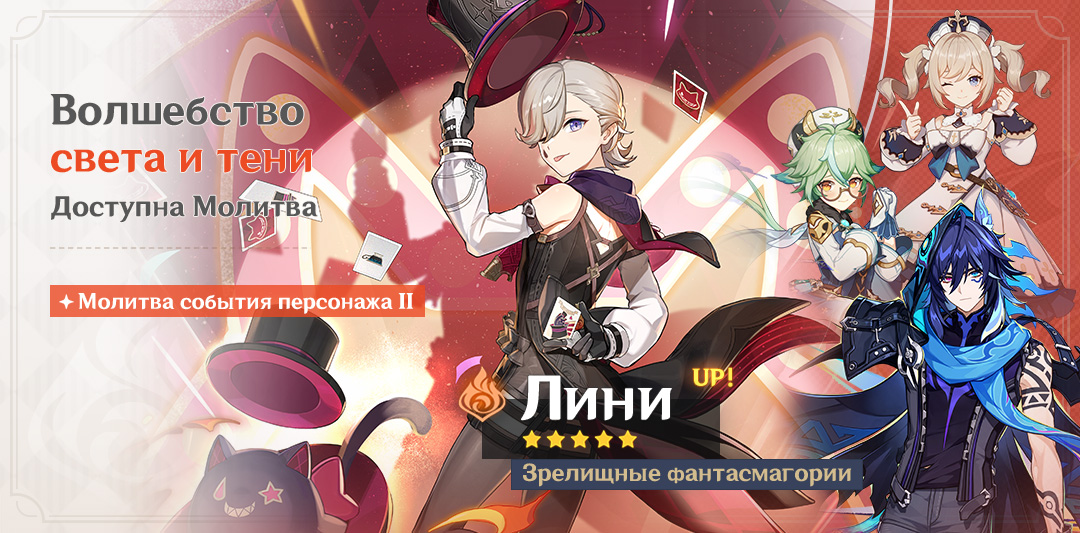 Волшебство
света и тени
Доступна Молитва
Молитва события персонажа II
Лини
UP!
Зрелищные фантасмагории